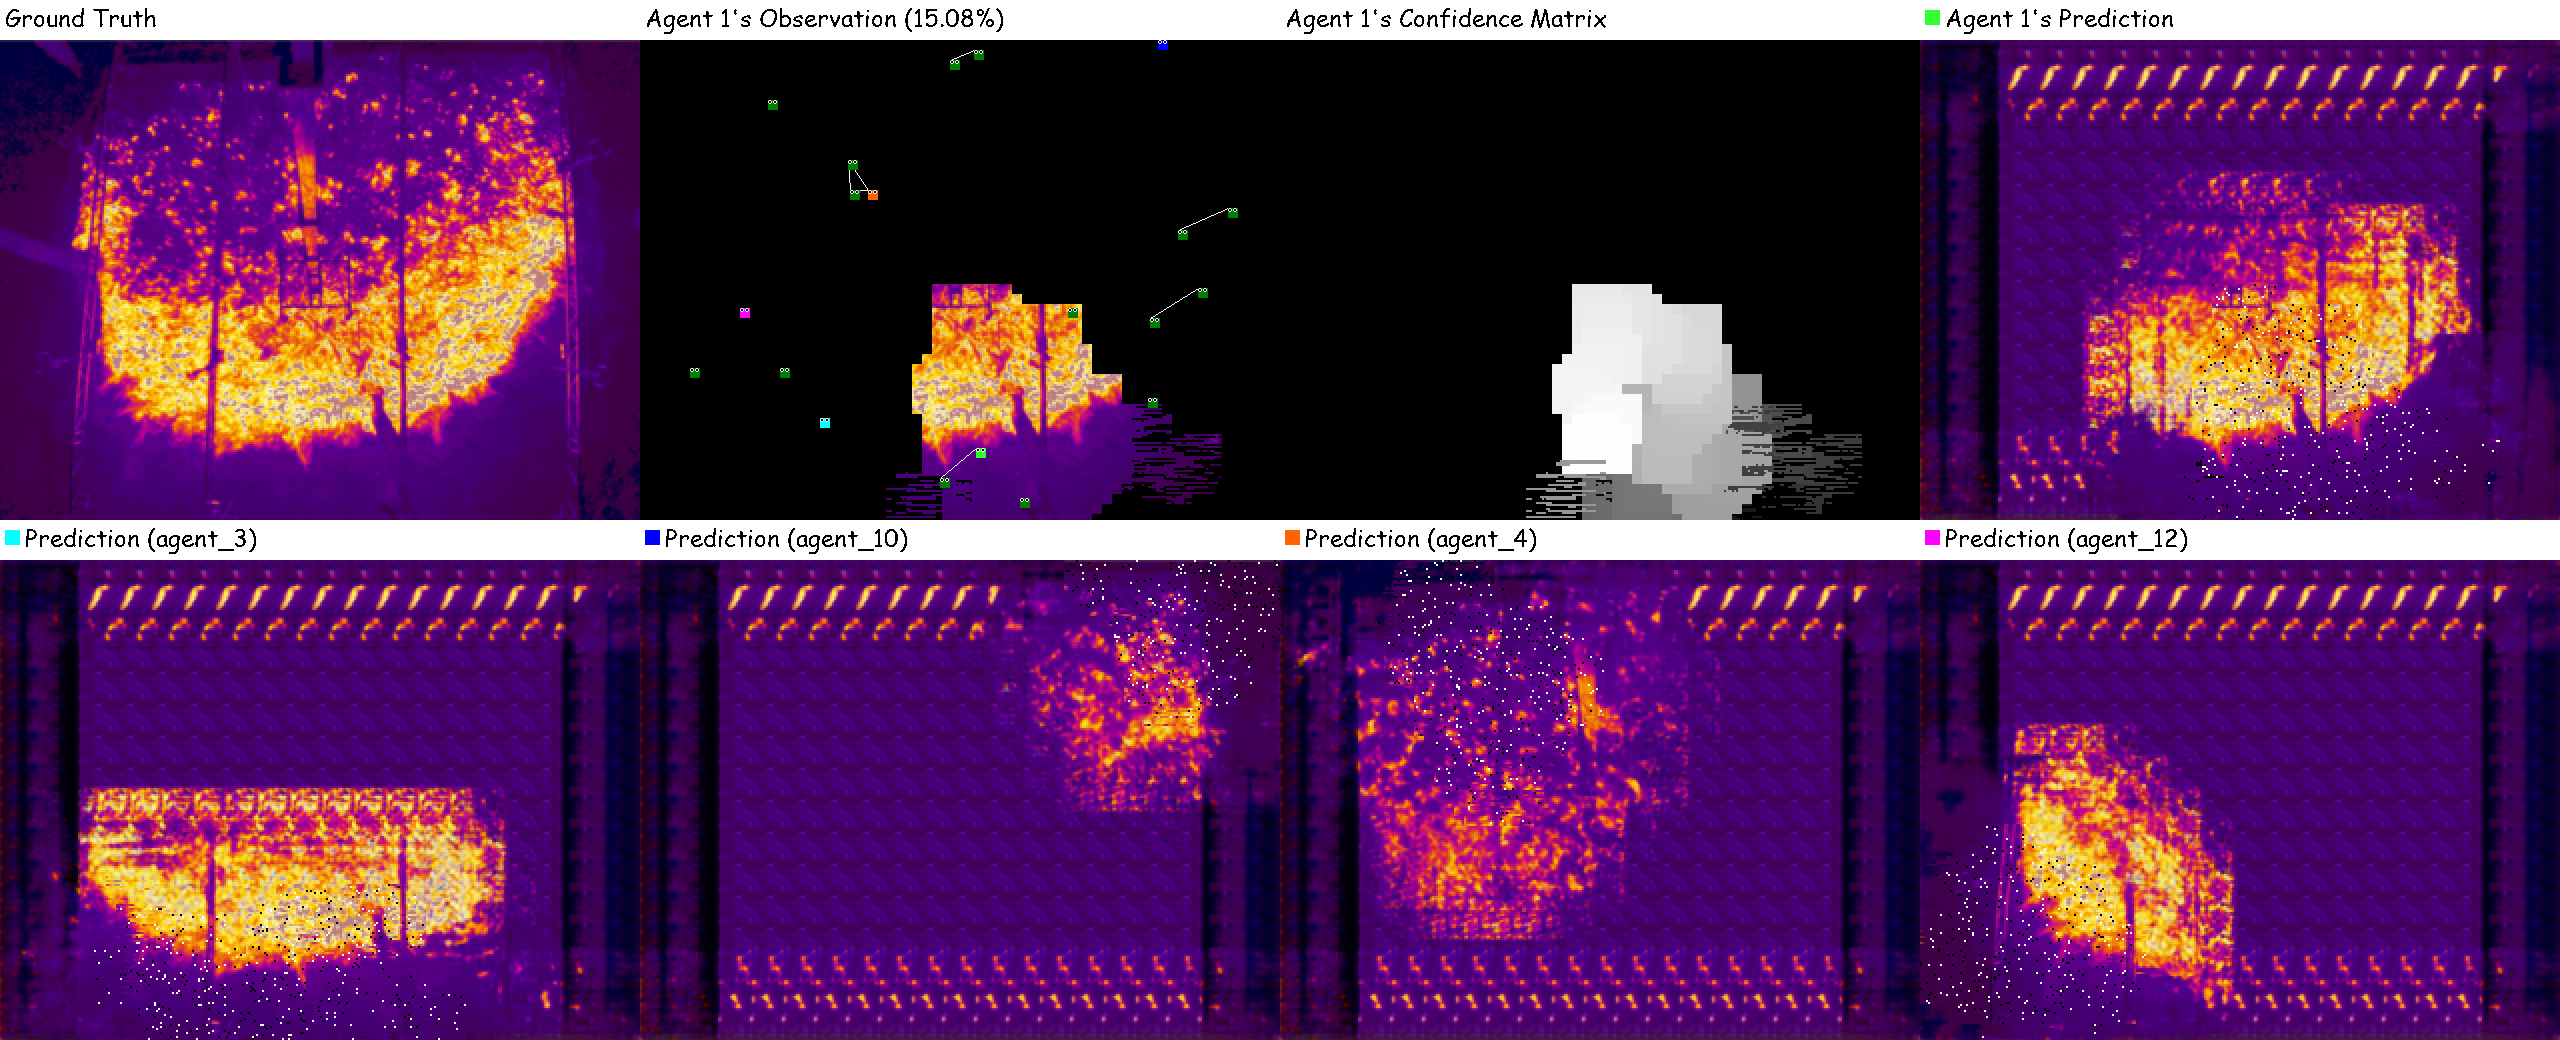 Ground Truth
Agent 1's Observation (15.08%)
Agent 1's Confidence Matrix
Agent 1's Prediction
Prediction (agent_3)
Prediction (agent_10)
Prediction (agent_4)
Prediction (agent_12)